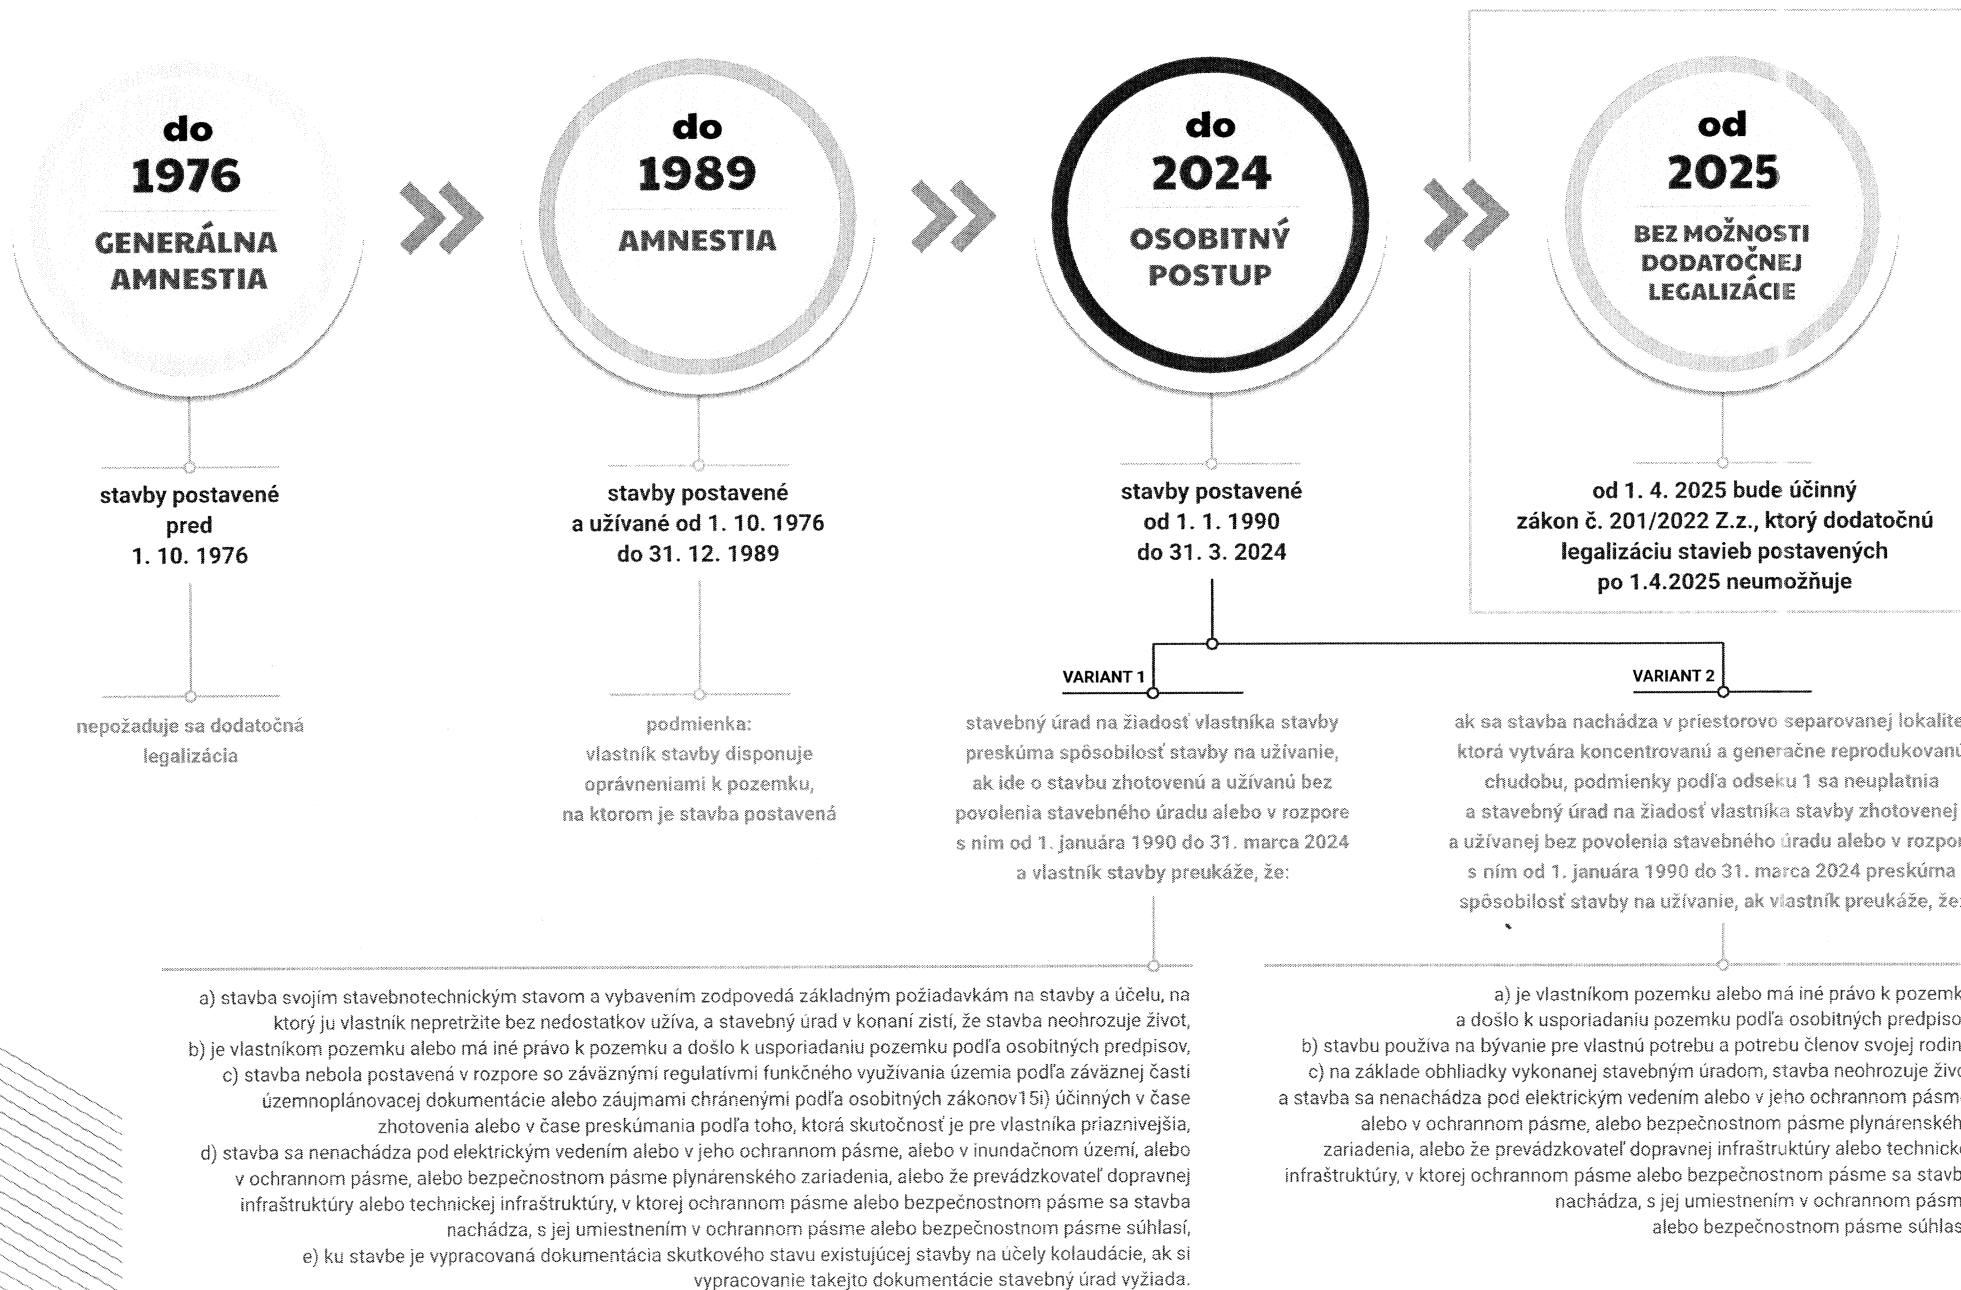 do
1976
GENERÁLNA
AMNESTIA
stavby postavené
pred
1. 10. 1976
nepožaduje sa dodatočná
legalizácia
do
1989
AMNESTIA
stavby postavené
a užívané od 1. 10. 1976
do 31. 12. 1989
podmienka:
vlastník stavby disponuje
oprávneniami k pozemku,
na ktorom je stavba postavená
do
2024
OSOBITNÝ
POSTUP
stavby postavené
od 1. 1. 1990
do 31. 3. 2024
od
2025
BEZ MOŽNOSTI
DODATOČNEJ
LEGALIZÁCIE
od 1. 4. 2025 bude účinný
zákon č. 201/2022 Z.z., ktorý dodatočnú
legalizáciu stavieb postavených
po 1.4.2025 neumožňuje
VARIANT 1
stavebný úrad na žiadosť vlastníka stavby
preskúma spôsobilosť stavby na užívanie,
ak ide o stavbu zhotovenú a užívanú bez
povolenia stavebného úradu alebo v rozpore
s ním od 1. januára 1990 do 31. marca 2024
a vlastník stavby preukáže, že:
a) stavba svojím stavebnotechnickým stavom a vybavením zodpovedá základným požiadavkám na stavby a účelu, na
ktorý ju vlastník nepretržite bez nedostatkov užíva, a stavebný úrad v konaní zistí, že stavba neohrozuje život,
b) je vlastníkom pozemku alebo má iné právo k pozemku a došlo k usporiadaniu pozemku podľa osobitných predpisov,
c) stavba nebola postavená v rozpore so záväznými regulatívmi funkčného využívania územia podľa záväznej časti
územnoplánovacej dokumentácie alebo záujmami chránenými podľa osobitných zákonov15i) účinných v čase
zhotovenia alebo v čase preskúmania podľa toho, ktorá skutočnosť je pre vlastníka priaznivejšia,
d) stavba sa nenachádza pod elektrickým vedením alebo v jeho ochrannom pásme, alebo v inundačnom území, alebo
v ochrannom pásme, alebo bezpečnostnom pásme plynárenského zariadenia, alebo že prevádzkovateľ dopravnej
infraštruktúry alebo technickej infraštruktúry, v ktorej ochrannom pásme alebo bezpečnostnom pásme sa stavba
nachádza, s jej umiestnením v ochrannom pásme alebo bezpečnostnom pásme súhlasí,
e) ku stavbe je vypracovaná dokumentácia skutkového stavu existujúcej stavby na účely kolaudácie, ak si
vypracovanie takejto dokumentácie stavebný úrad vyžiada.
VARIANT 2
ak sa stavba nachádza v priestorovo separovanej lokalite
ktorá vytvára koncentrovanú a generačne reprodukovanú
chudobu, podmienky podľa odseku 1 sa neuplatnia
a stavebný úrad na žiadosť vlastníka stavby zhotovenej
a užívanej bez povolenia stavebného úradu alebo v rozpor
s ním od 1. januára 1990 do 31. marca 2024 preskúma
spôsobilosť stavby na užívanie, ak vlastník preukáže, že:
a) je vlastníkom pozemku alebo má iné právo k pozemk
a došlo k usporiadaniu pozemku podľa osobitných predpiso
b) stavbu používa na bývanie pre vlastnú potrebu a potrebu členov svojej rodin
c) na základe obhliadky vykonanej stavebným úradom, stavba neohrozuje živo
a stavba sa nenachádza pod elektrickým vedením alebo v jeho ochrannom pásm
alebo v ochrannom pásme, alebo bezpečnostnom pásme plynárenskéh
zariadenia, alebo že prevádzkovateľ dopravnej infraštruktúry alebo technick
infraštruktúry, v ktorej ochrannom pásme alebo bezpečnostnom pásme sa stavb
nachádza, s jej umiestnením v ochrannom pásm
alebo bezpečnostnom pásme súhlas